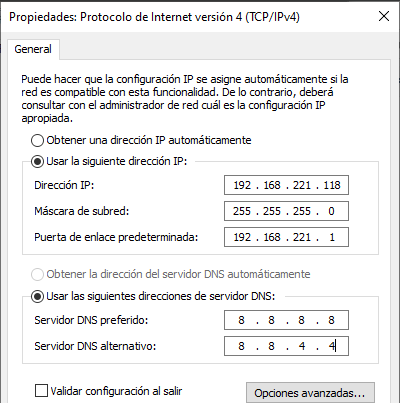 Propiedades: Protocolo de Internet versión 4 (TCP/IPv4)
General
Puede hacer que la configuración IP se asigne automáticamente si la
red es compatible con esta funcionalidad. De lo contrario, deberá
consultar con el administrador de red cuál es la configuración IP
apropiada.
Obtener una dirección IP automáticamente
Usar la siguiente dirección IP:
Dirección IP: 192 . 168 . 221 . 118
Máscara de subred: 255 . 255 . 255 . 0
Puerta de enlace predeterminada: 192 . 168 . 221 . 1
Obtener la dirección del servidor DNS automáticamente
Usar las siguientes direcciones de servidor DNS:
Servidor DNS preferido: 8 . 8 . 8 . 8
Servidor DNS alternativo: 8 . 8 . 4 . 4
Validar configuración al salir Opciones avanzadas...